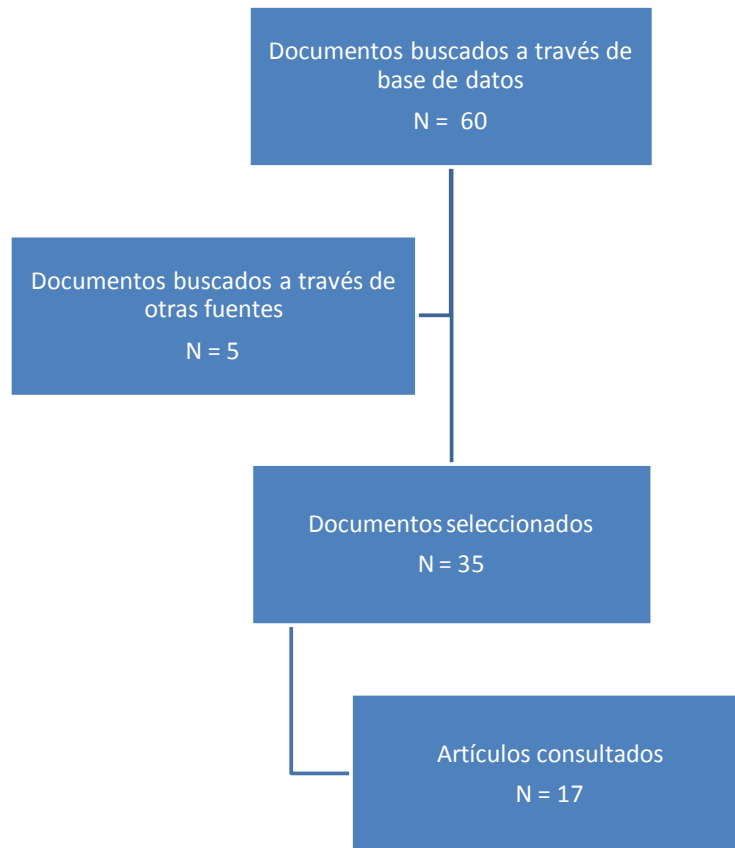 Documentos buscados a través de
base de datos
N = 60
Documentos buscados a través de
otras fuentes
N = 5
Documentos seleccionados
N = 35
Artículos consultados
N = 17